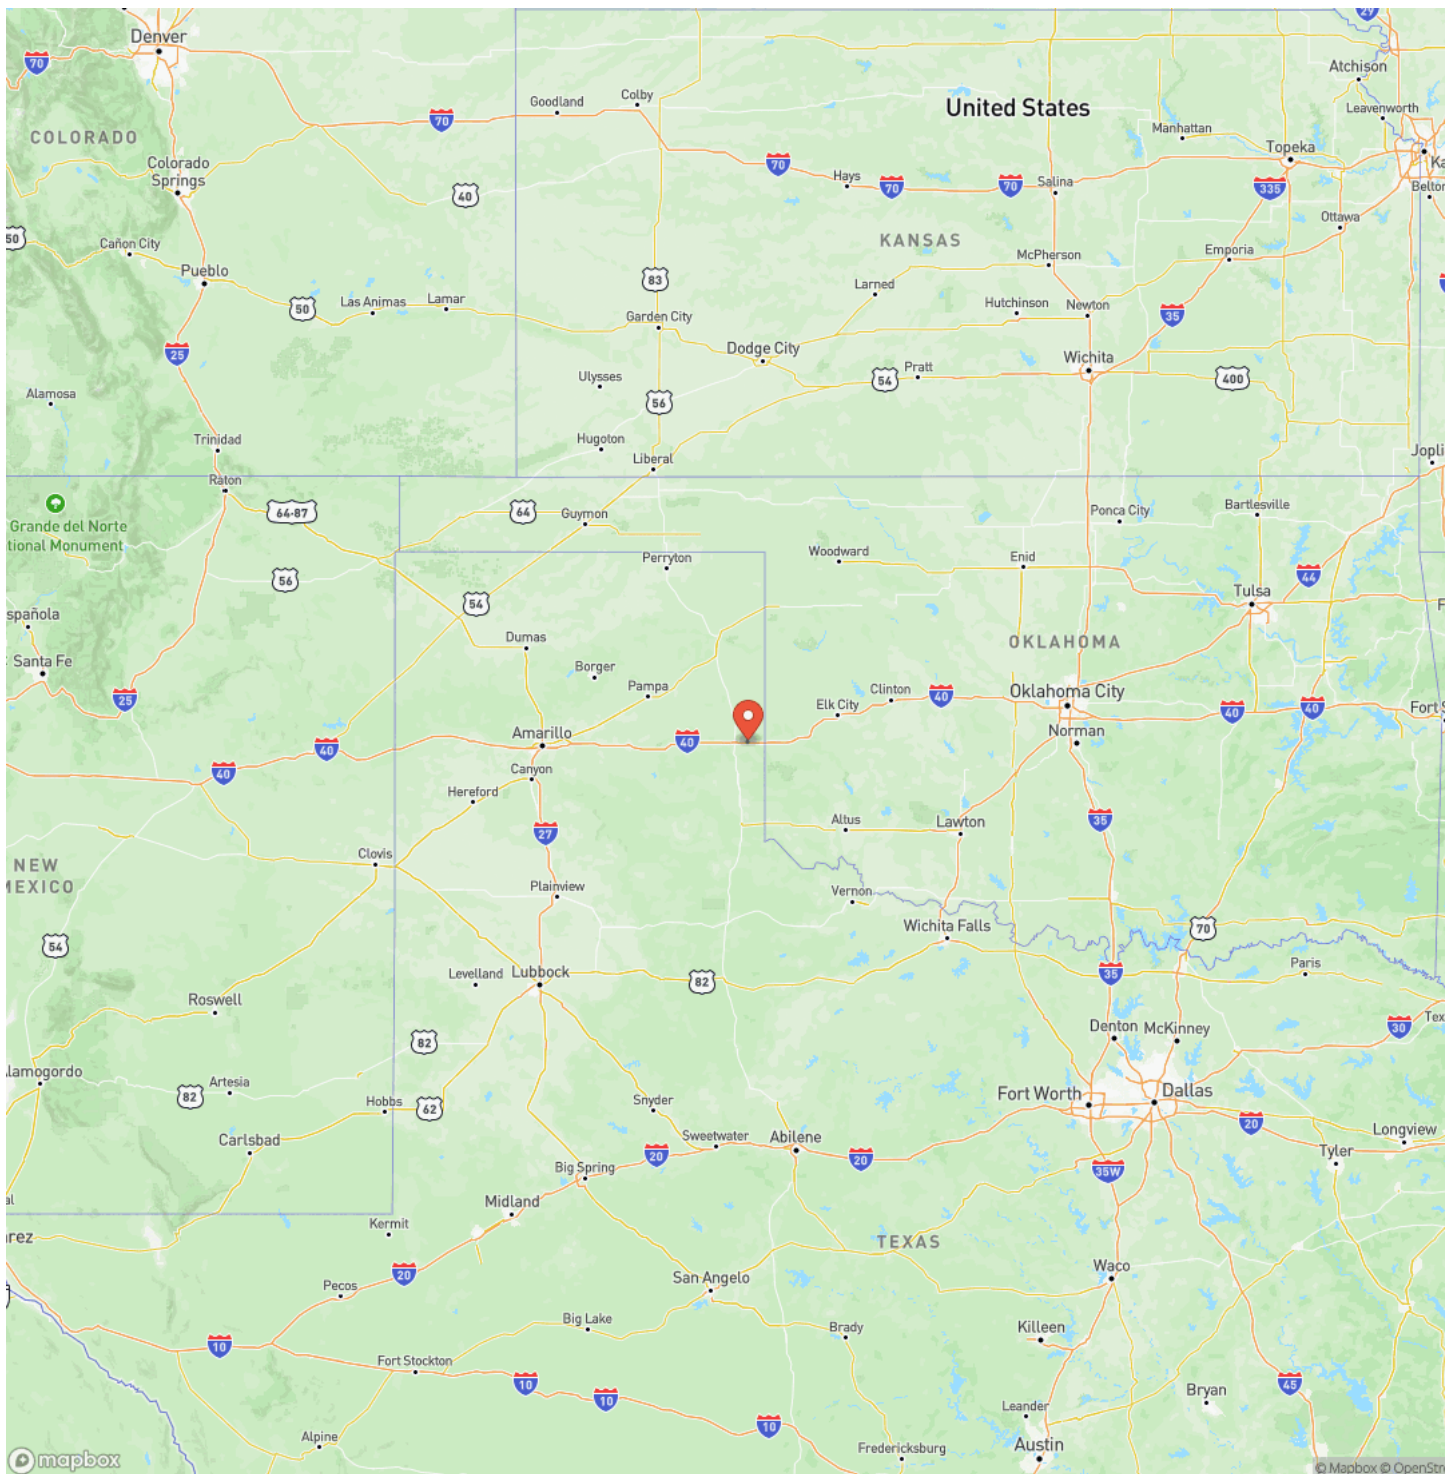 Denver
29
70
Atchison
Colby
Goodland
Leavenworth
United States
70
COLORADO
Manhattan
Topeka
Colorado
Springs
70
Hays
70
70
Salina
335
Belton
40
Ottawa
50
Cañon City
KANSAS
Emporia
McPherson
Pueblo
83
Larned
Las Animas
Lamar
50
Hutchinson
Newton
35
Garden City
25
Dodge City
Wichita
Ulysses
54
Pratt
400
Alamosa
56
Trinidad
Hugoton
Liberal
Raton
64-87
64
Guymon
Ponca City
Bartlesville
Grande del Norte
tional Monument
Perryton
Woodward
Enid
56
44
54
Tulsa
spañola
Dumas
OKLAHOMA
Santa Fe
Borger
Pampa
Clinton
40
Oklahoma City
25
Elk City
40
40
Amarillo
40
40
Norman
40
Canyon
Hereford
27
Altus
Lawton
35
Clovis
NEW
MEXICO
Plainview
Vernon
54
Wichita Falls
70
Levelland
Lubbock
82
35
Paris
Roswell
30
82
Denton
McKinney
lamogordo
Artesia
82
Hobbs
62
Snyder
Fort Worth
Dallas
20
Carlsbad
Sweetwater
Abilene
20
20
Longview
Tyler
Big Spring
35W
Midland
Kermit
TEXAS
20
Waco
Pecos
San Angelo
Big Lake
Brady
Killeen
10
Fort Stockton
10
10
45
Bryan
Leander
10
Alpine
Fredericksburg
Austin
mapbox
© Mapbox © OpenStre